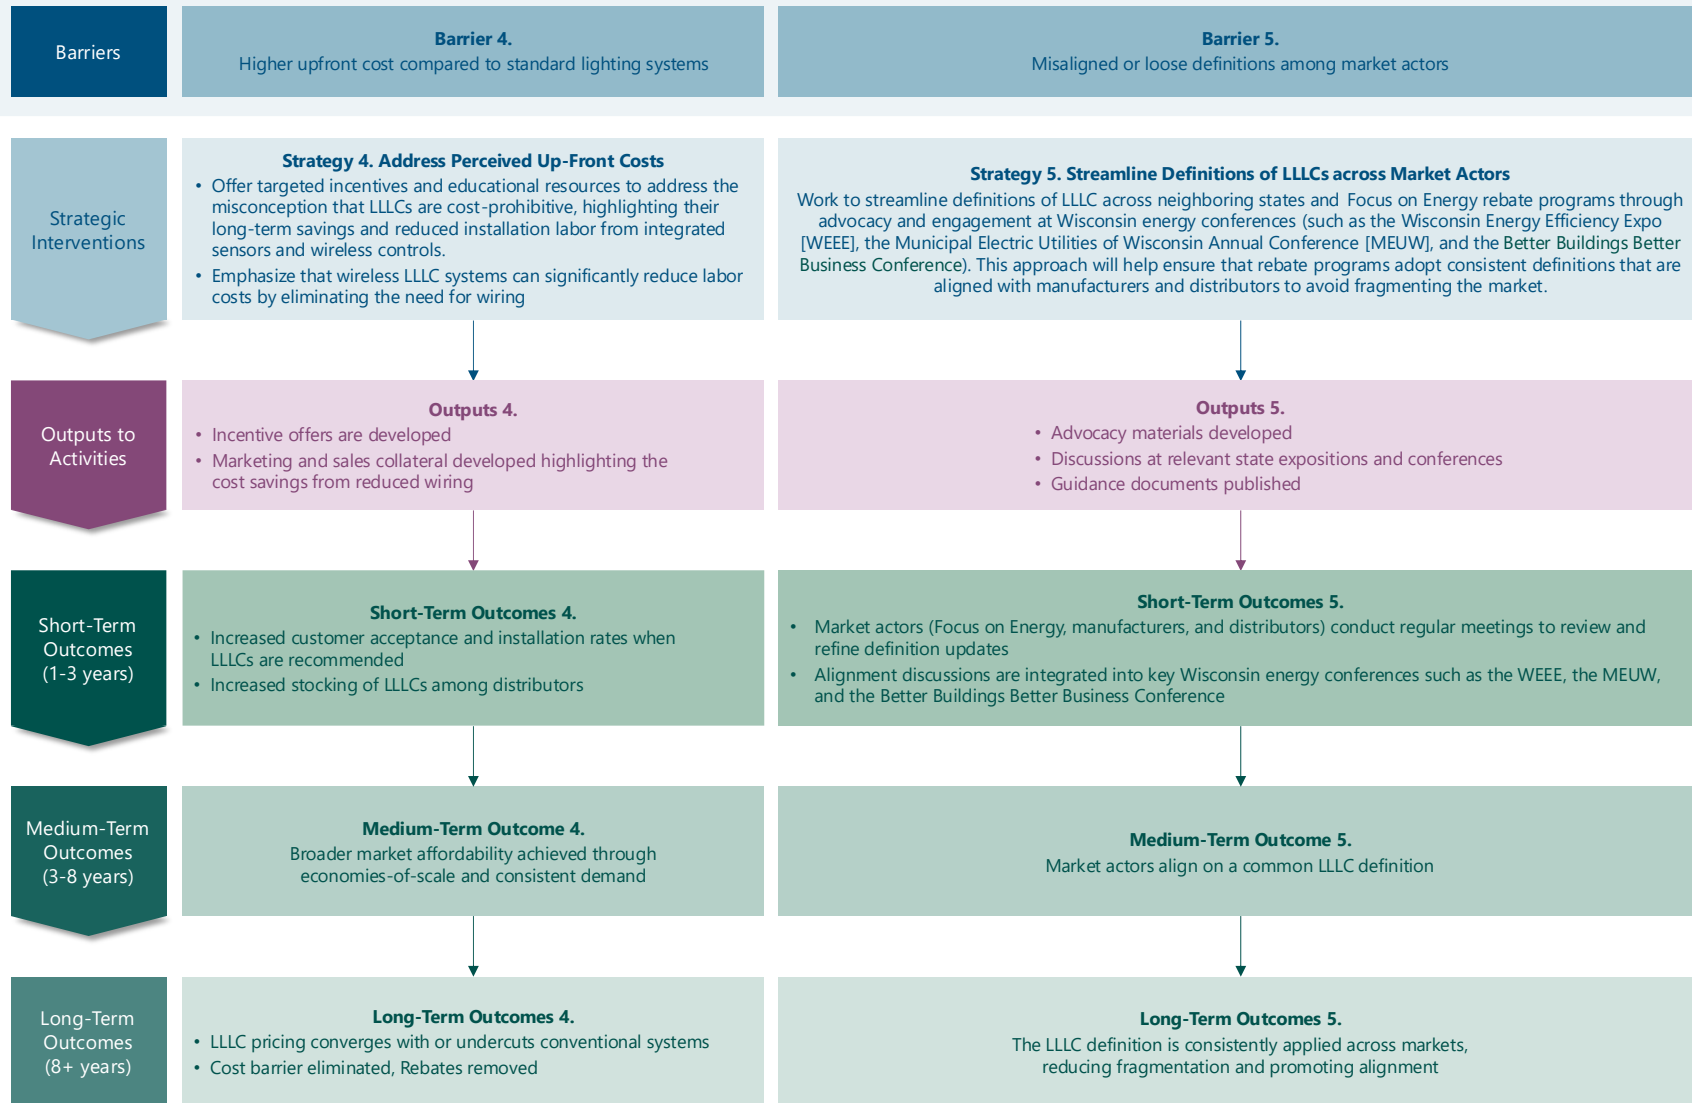 Barriers
Barrier 4.
Higher upfront cost compared to standard lighting systems
Barrier 5.
Misaligned or loose definitions among market actors
Strategic
Interventions
Strategy 4. Address Perceived Up-Front Costs
• Offer targeted incentives and educational resources to address the
misconception that LLLCs are cost-prohibitive, highlighting their
long-term savings and reduced installation labor from integrated
sensors and wireless controls.
• Emphasize that wireless LLLC systems can significantly reduce labor
costs by eliminating the need for wiring
Strategy 5. Streamline Definitions of LLLCs across Market Actors
Work to streamline definitions of LLLC across neighboring states and Focus on Energy rebate programs through
advocacy and engagement at Wisconsin energy conferences (such as the Wisconsin Energy Efficiency Expo
[WEEE], the Municipal Electric Utilities of Wisconsin Annual Conference [MEUW], and the Better Buildings Better
Business Conference). This approach will help ensure that rebate programs adopt consistent definitions that are
aligned with manufacturers and distributors to avoid fragmenting the market.
Outputs to
Activities
Outputs 4.
• Incentive offers are developed
• Marketing and sales collateral developed highlighting the
cost savings from reduced wiring
Outputs 5.
• Advocacy materials developed
• Discussions at relevant state expositions and conferences
• Guidance documents published
Short-Term
Outcomes
(1-3 years)
Short-Term Outcomes 4.
• Increased customer acceptance and installation rates when
LLLCs are recommended
• Increased stocking of LLLCs among distributors
Short-Term Outcomes 5.
• Market actors (Focus on Energy, manufacturers, and distributors) conduct regular meetings to review and
refine definition updates
• Alignment discussions are integrated into key Wisconsin energy conferences such as the WEEE, the MEUW,
and the Better Buildings Better Business Conference
Medium-Term
Outcomes
(3-8 years)
Medium-Term Outcome 4.
Broader market affordability achieved through
economies-of-scale and consistent demand
Medium-Term Outcome 5.
Market actors align on a common LLLC definition
Long-Term
Outcomes
(8+ years)
Long-Term Outcomes 4.
• LLLC pricing converges with or undercuts conventional systems
• Cost barrier eliminated, Rebates removed
Long-Term Outcomes 5.
The LLLC definition is consistently applied across markets,
reducing fragmentation and promoting alignment